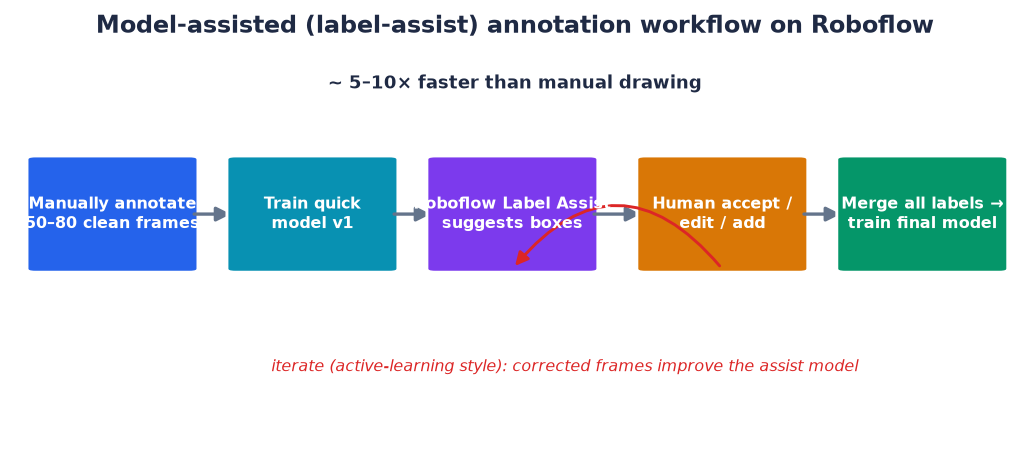 Model-assisted (label-assist) annotation workflow on Roboflow
~ 5–10× faster than manual drawing
Manually annotate
50–80 clean frames
Train quick
model v1
Roboflow Label Assist
suggests boxes
Human accept /
edit / add
Merge all labels →
train final model
iterate (active-learning style): corrected frames improve the assist model